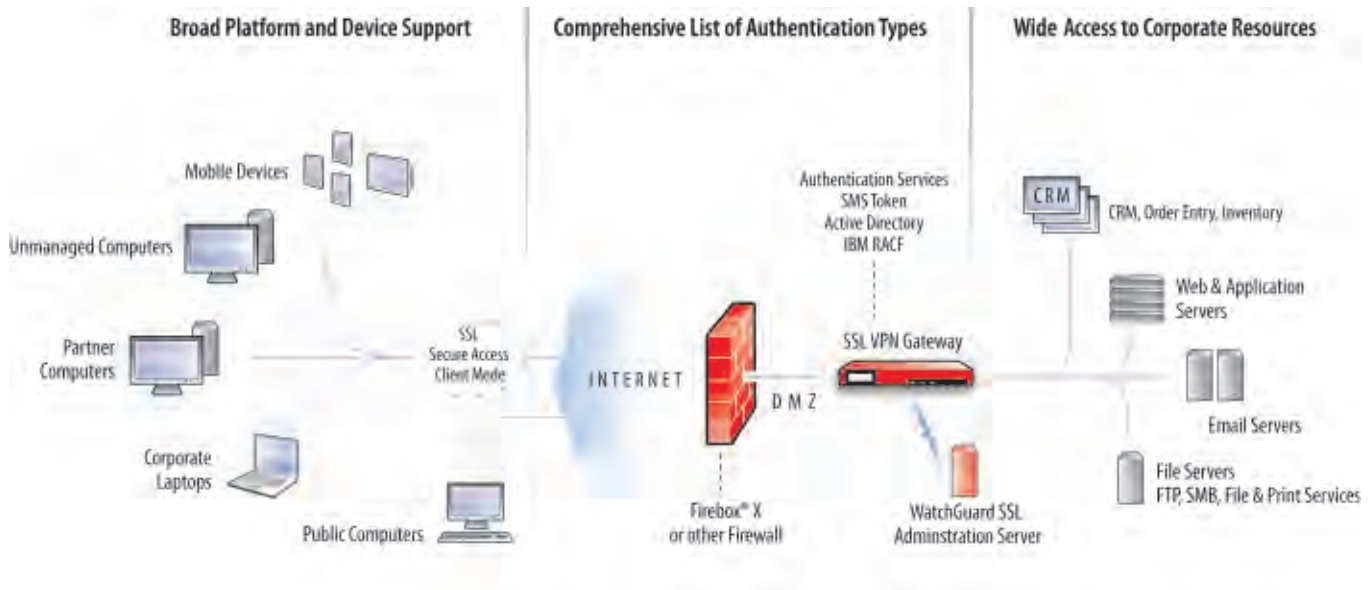 Broad Platform and Device Support
Comprehensive List of Authentication Types
Wide Access to Corporate Resources
Mobile Devices
Unmanaged Computers
Partner
Computers
Corporate
Laptops
Public Computers
SSL
Secure Access
Client Mode
INTERNET
Firebox® X
or other Firewall
DMZ
Authentication Services
SMS Token
Active Directory
IBM RACF
SSL VPN Gateway
WatchGuard SSL
Adminstration Server
CRM
CRM, Order Entry, Inventory
Web & Application
Servers
Email Servers
File Servers
FTP, SMB, File & Print Services